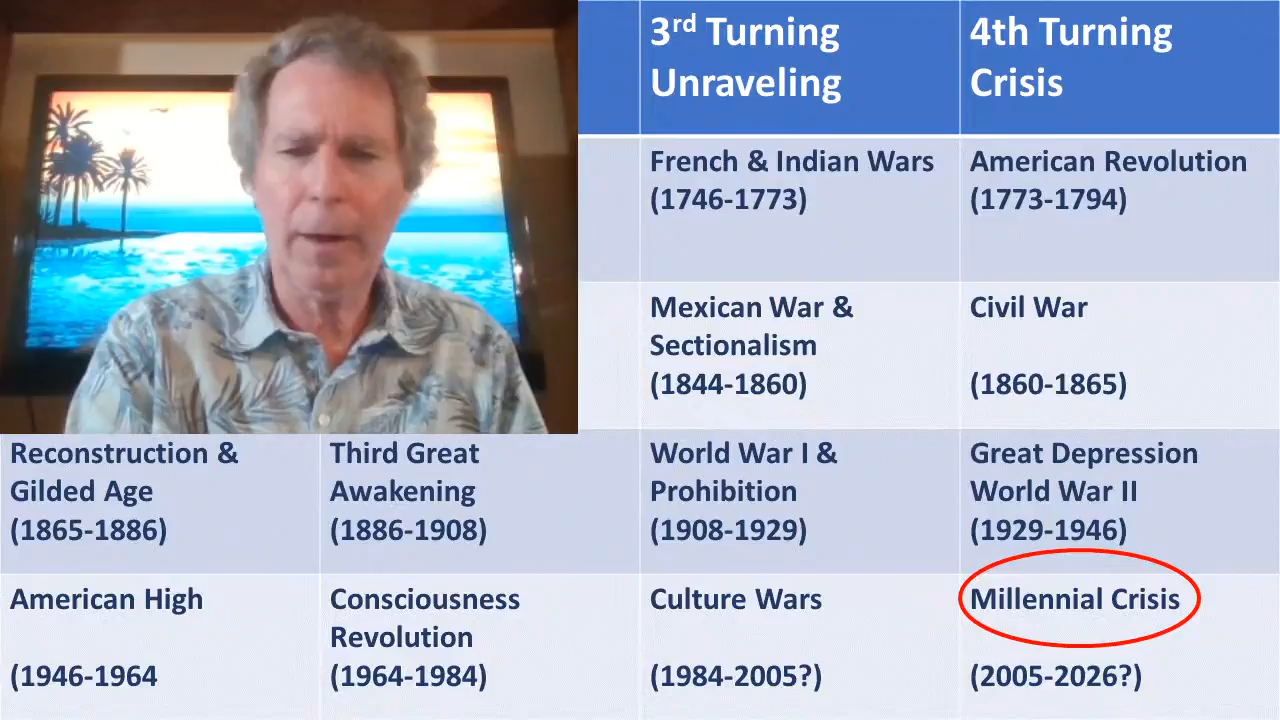 3rd Turning
Unraveling
4th Turning
Crisis
French & Indian Wars
(1746-1773)
American Revolution
(1773-1794)
Mexican War &
Sectionalism
(1844-1860)
Civil War
(1860-1865)
Reconstruction &
Gilded Age
(1865-1886)
Third Great
Awakening
(1886-1908)
World War I &
Prohibition
(1908-1929)
Great Depression
World War II
(1929-1946)
American High
(1946-1964
Consciousness
Revolution
(1964-1984)
Culture Wars
(1984-2005?)
Millennial Crisis
(2005-2026?)